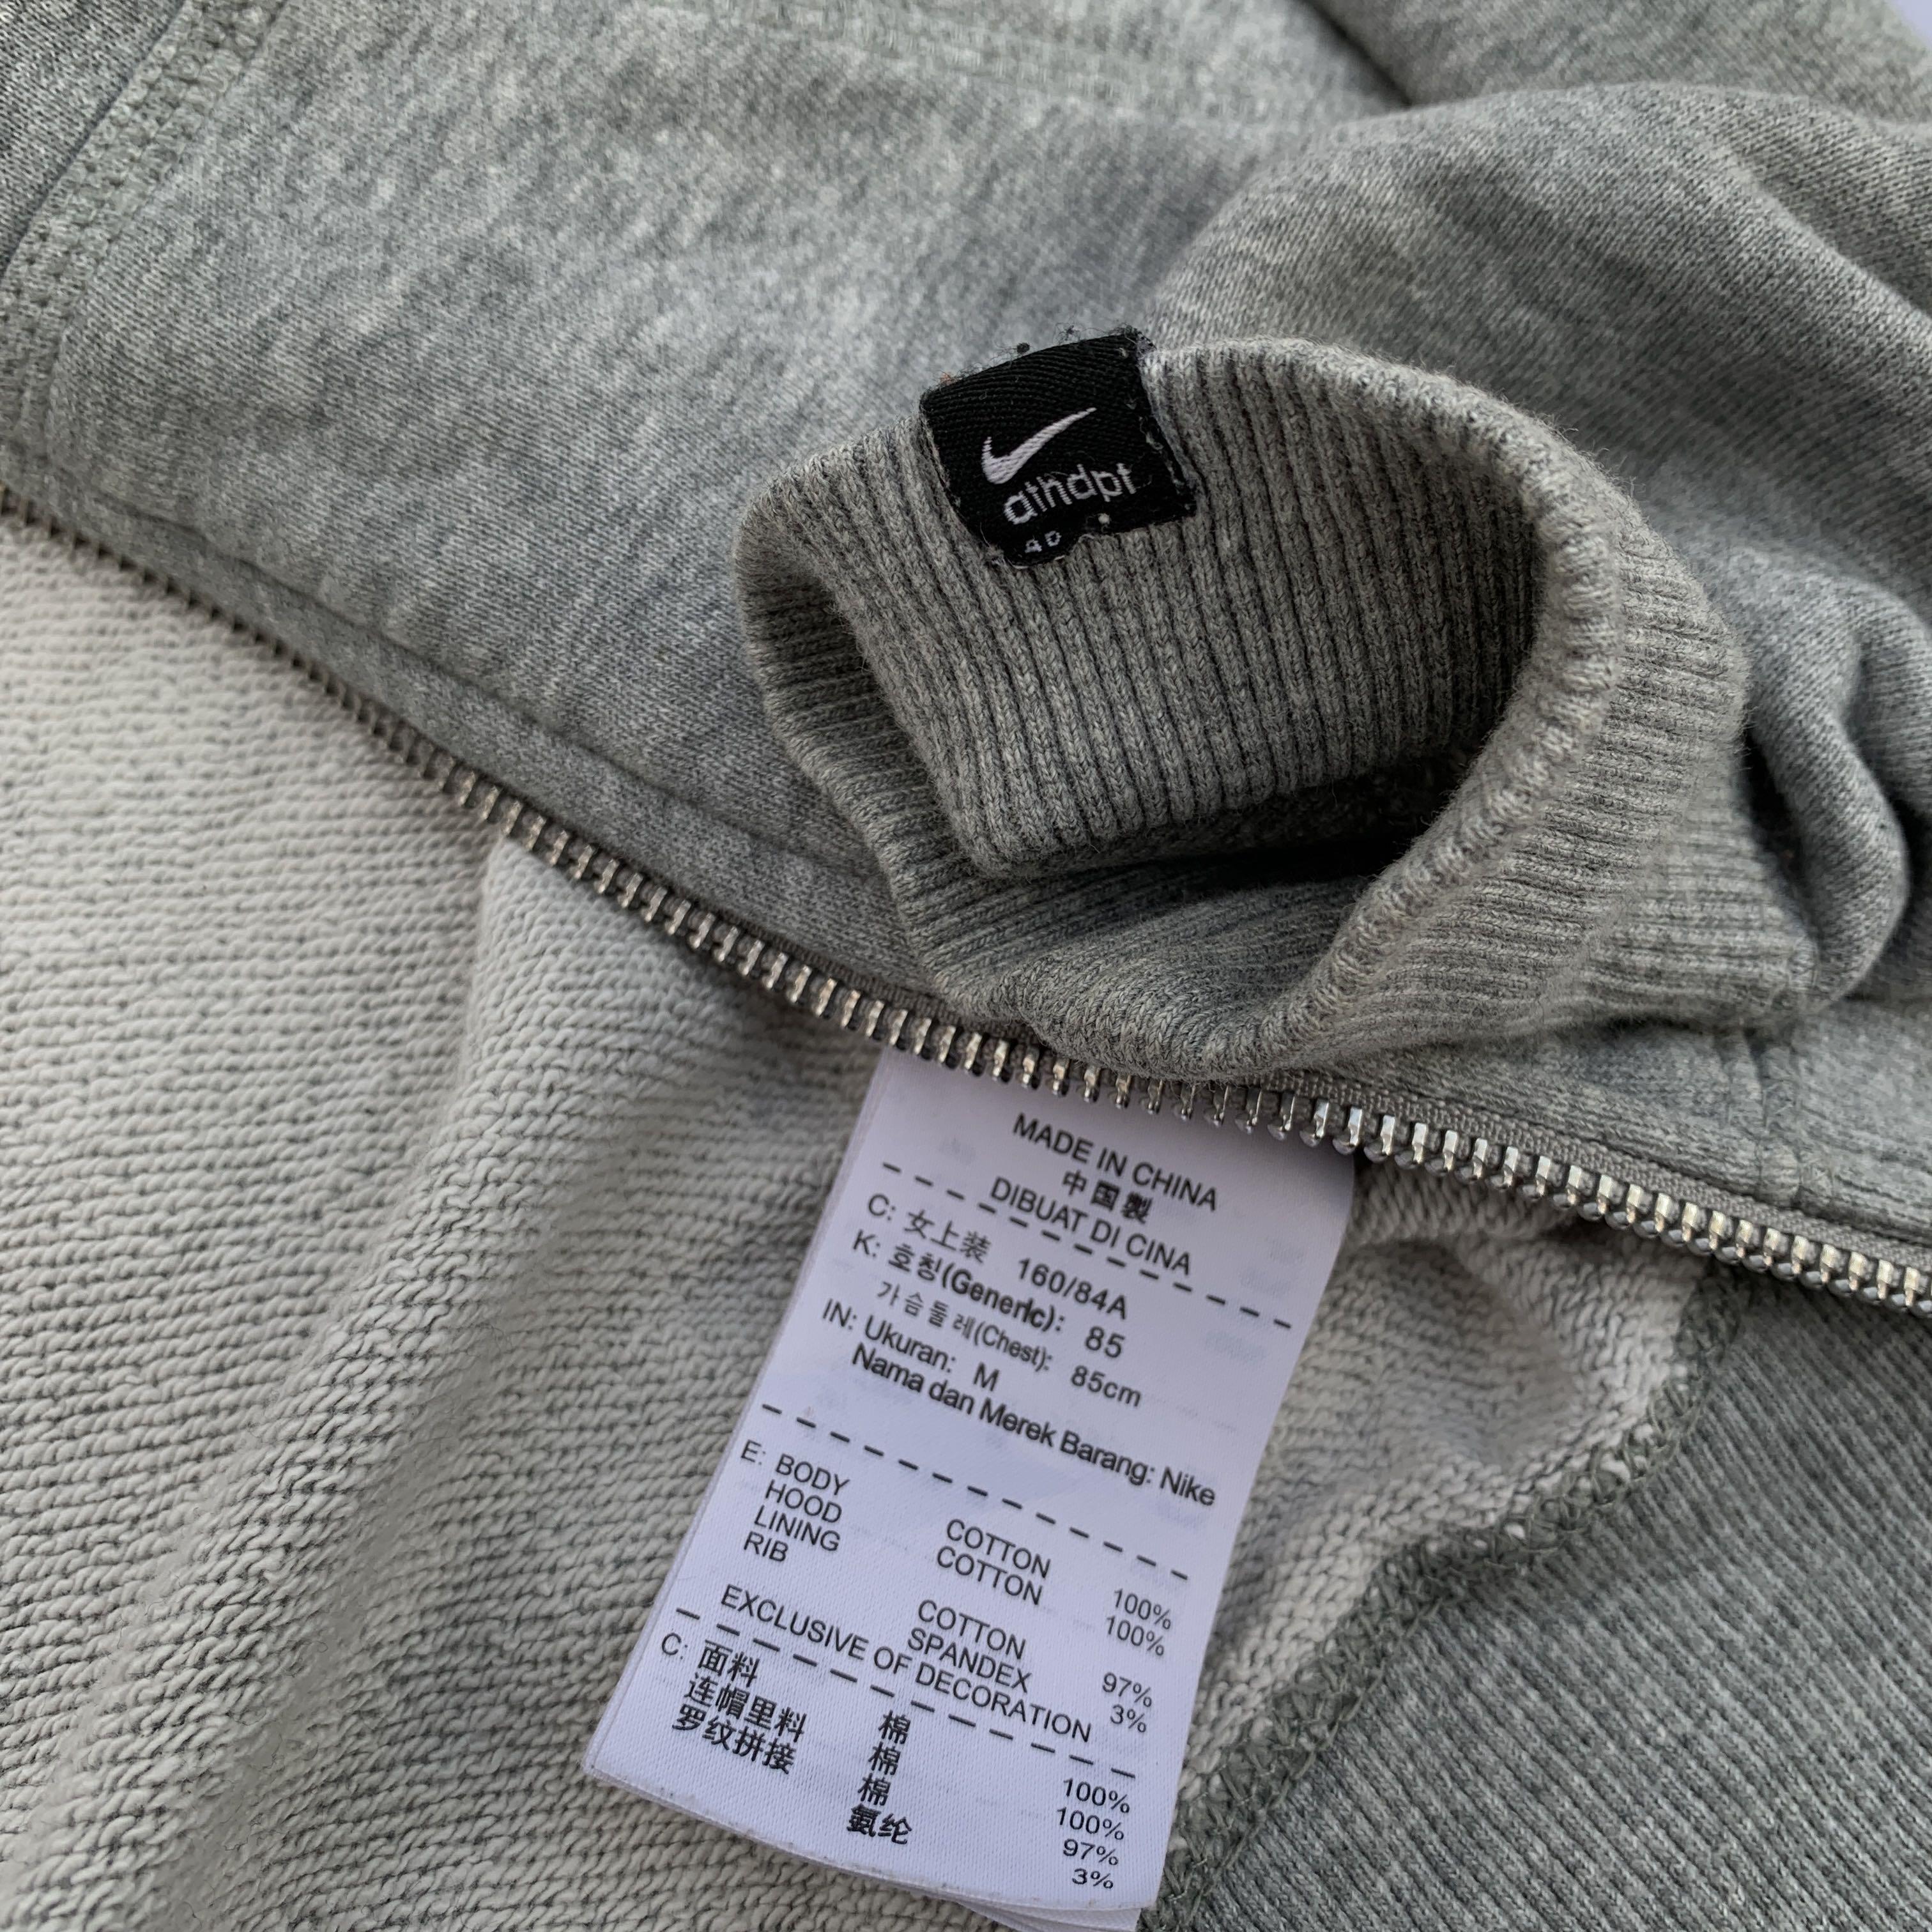 athdpt
AD
MADE IN CHINA
中国製
DIBUAT DI CINA
C: 女上装 160/84A
K: 호칭(Generic): 85
가슴둘레(Chest): 85cm
IN: Ukuran: M
Nama dan Merek Barang: Nike
E: BODY COTTON 100%
HOOD LINING COTTON 100%
RIB COTTON 97%
SPANDEX 3%
EXCLUSIVE OF DECORATION
C: 面料 棉 100%
连帽里料 棉 100%
罗纹拼接 棉 97%
氨纶 3%